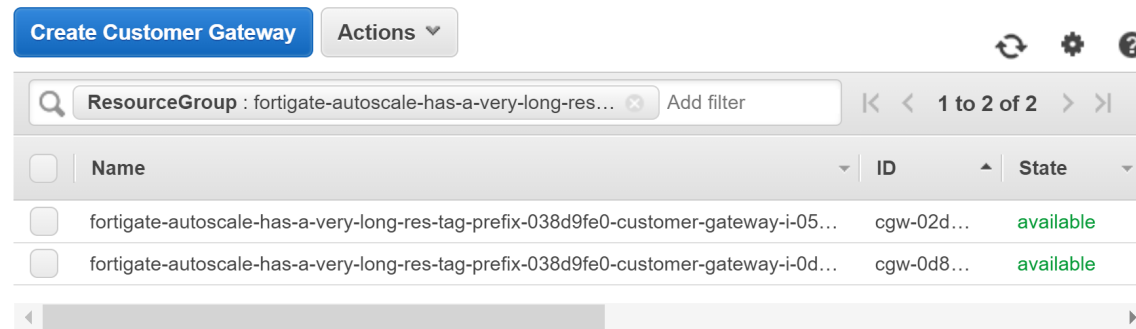 Create Customer Gateway Actions
ResourceGroup : fortigate-autoscale-has-a-very-long-res... Add filter 1 to 2 of 2
Name ID State
fortigate-autoscale-has-a-very-long-res-tag-prefix-038d9fe0-customer-gateway-i-05... cgw-02d... available
fortigate-autoscale-has-a-very-long-res-tag-prefix-038d9fe0-customer-gateway-i-0d... cgw-0d8... available